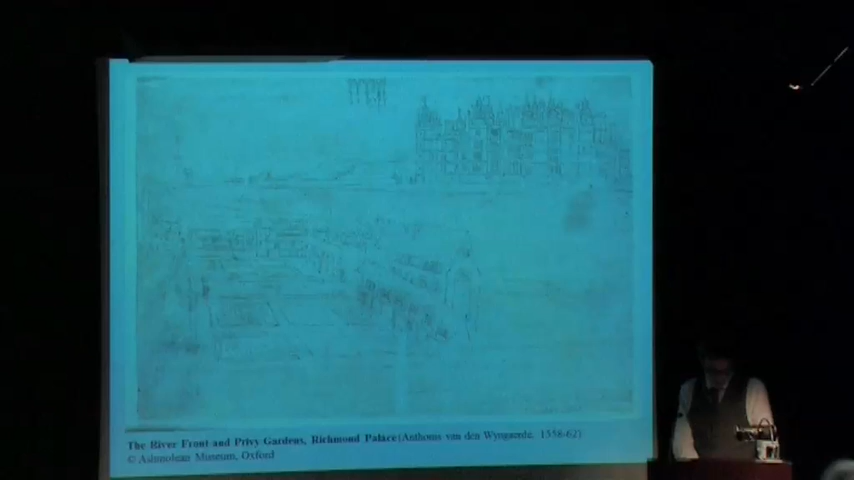 The River Front and Privy Gardens, Richmond Palace (Anthonis van den Wyngaerde, 1558-62)
© Ashmolean Museum, Oxford